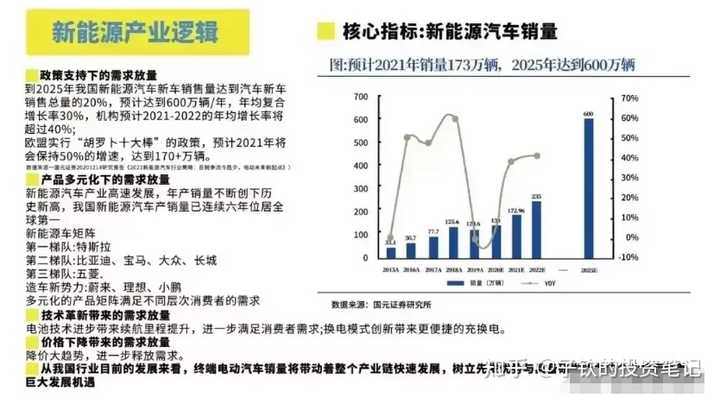 新能源产业逻辑
政策支持下的需求放量
到2025年我国新能源汽车新车销售量达到汽车新车
销售总量的20%，预计达到600万辆/年，年均复合
增长率30%，机构预计2021-2022的年均增长率将
超过40%;
欧盟实行“胡萝卜十大棒”的政策，预计2021年将
会保持50%的增速，达到170+万辆。
产品多元化下的需求放量
新能源汽车产业高速发展，年产销量不断创下历
史新高，我国新能源汽车产销量已连续六年位居全
球第一
新能源车矩阵
第一梯队:特斯拉
第二梯队:比亚迪、宝马、大众、长城
第三梯队:五菱.
造车新势力:蔚来、理想、小鹏
多元化的产品矩阵满足不同层次消费者的需求
技术革新带来的需求放量
电池技术进步带来续航里程提升，进一步满足消费者需求;换电模式创新带来更便捷的充换电。
价格下降带来的需求放量
降价大趋势，进一步释放需求。
从我国行业目前的发展来看，终端电动汽车销量将带动着整个产业链快速发展，树立先
巨大发展机遇
核心指标:新能源汽车销量
图:预计2021年销量173万辆，2025年达到600万辆
700
600
500
400
300
200
100
0
70%
60%
50%
40%
30%
20%
10%
0%
-10%
33.1
50.7
77.7
125.6
120.6
172.96
235
600
2015A
2016A
2017A
2018A
2019A
2020E
2021E
2022E
2025E
销量（万辆）
YOY
数据来源：国元证券研究所
知乎 @子钦的投资笔记